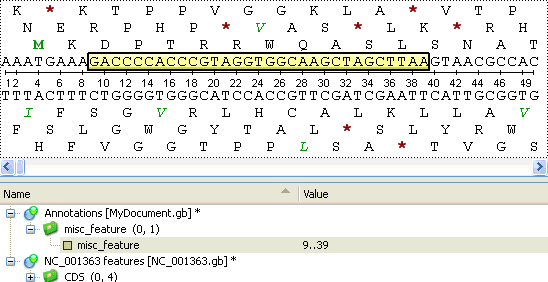 K * K T P P V G G K L A * V T P
N E R P H P * V A S * L K * R H
M K D P T R R W Q A S L S N A T
AAATGAAAGACCCCACCCGTAGGTGGCAAGCTAGCTTAAGTAACGCCAC
12 4 6 8 10 12 14 16 18 20 22 24 26 28 30 32 34 36 38 40 42 44 46 49
TTTACTTTCTGGGGTGGGCATCCACCGTTCGATCGAATTCATTGCGGTG
I F S G V R L H C A L K L L A V
F S L G W G Y T A L * S L Y R W
H F V G G T P P L S A * T V G S
Name Value
Annotations [MyDocument.gb] *
misc_feature (0, 1)
misc_feature 9..39
NC_001363 features [NC_001363.gb] *
CDS (0, 4)